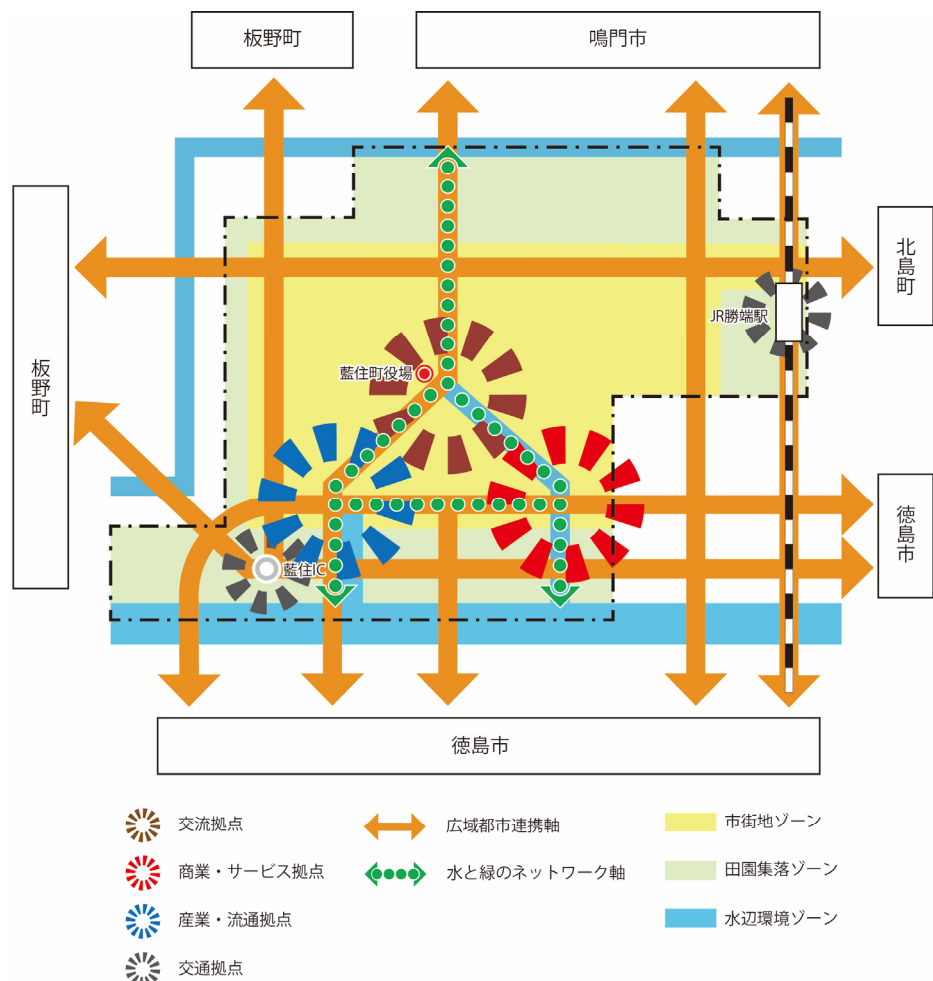 板野町
鳴門市
北島町
JR勝瑞駅
藍住町役場
板野町
徳島市
藍住IC
徳島市
交流拠点
広域都市連携軸
市街地ゾーン
商業・サービス拠点
水と緑のネットワーク軸
田園集落ゾーン
産業・流通拠点
水辺環境ゾーン
交通拠点